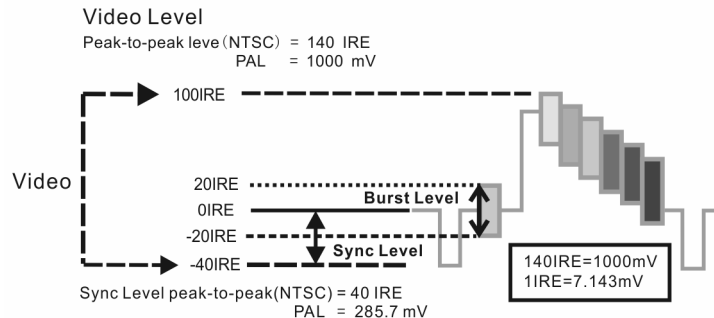 Video Level
Peak-to-peak leve(NTSC) = 140 IRE
PAL = 1000 mV
100IRE
Video
20IRE
Burst Level
0IRE
-20IRE
Sync Level
-40IRE
140IRE=1000mV
1IRE=7.143mV
Sync Level peak-to-peak(NTSC) = 40 IRE
PAL = 285.7 mV